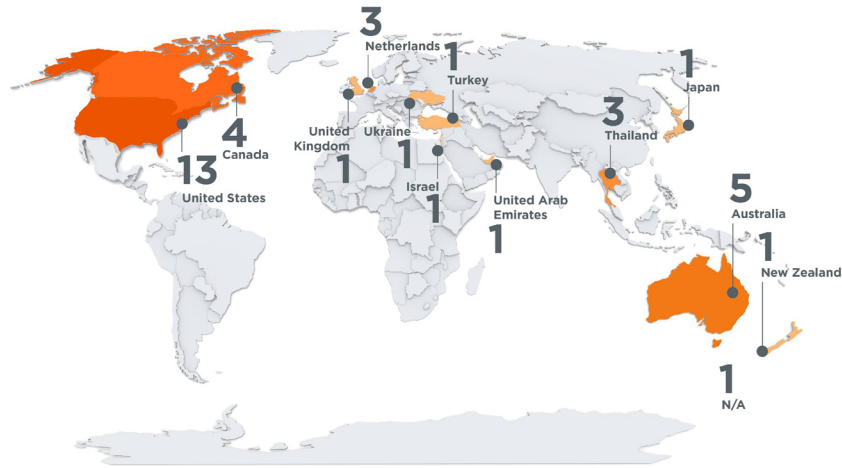 3
Netherlands
1
Turkey
1
Japan
3
Thailand
4
Canada
13
United States
United
Kingdom
1
Ukraine
1
Israel
1
United Arab
Emirates
1
5
Australia
1
New Zealand
1
N/A